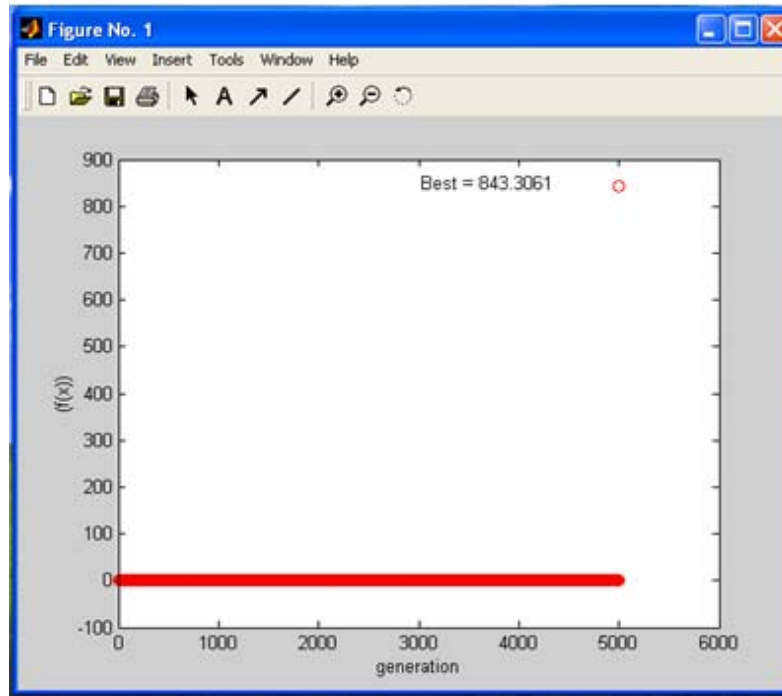 Figure No. 1
File Edit View Insert Tools Window Help
900
Best = 843.3061
800
700
600
500
(f(x))
400
300
200
100
0
-100
0 1000 2000 3000 4000 5000 6000
generation